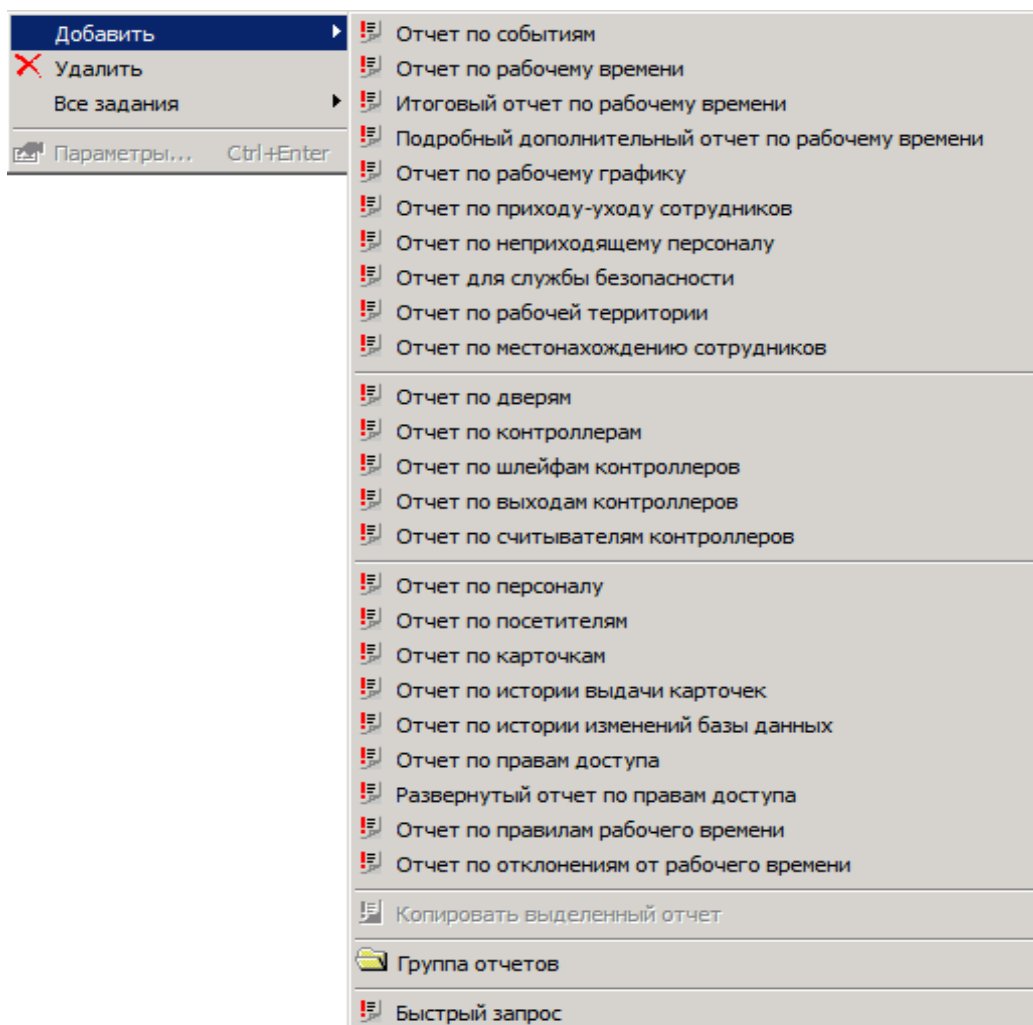 Добавить
Удалить
Все задания
Параметры... Ctrl+Enter
Отчет по событиям
Отчет по рабочему времени
Итоговый отчет по рабочему времени
Подробный дополнительный отчет по рабочему времени
Отчет по рабочему графику
Отчет по приходу-уходу сотрудников
Отчет по неприходящему персоналу
Отчет для службы безопасности
Отчет по рабочей территории
Отчет по местонахождению сотрудников
Отчет по дверям
Отчет по контроллерам
Отчет по шлейфам контроллеров
Отчет по выходам контроллеров
Отчет по считывателям контроллеров
Отчет по персоналу
Отчет по посетителям
Отчет по карточкам
Отчет по истории выдачи карточек
Отчет по истории изменений базы данных
Отчет по правам доступа
Развернутый отчет по правам доступа
Отчет по правилам рабочего времени
Отчет по отклонениям от рабочего времени
Копировать выделенный отчет
Группа отчетов
Быстрый запрос